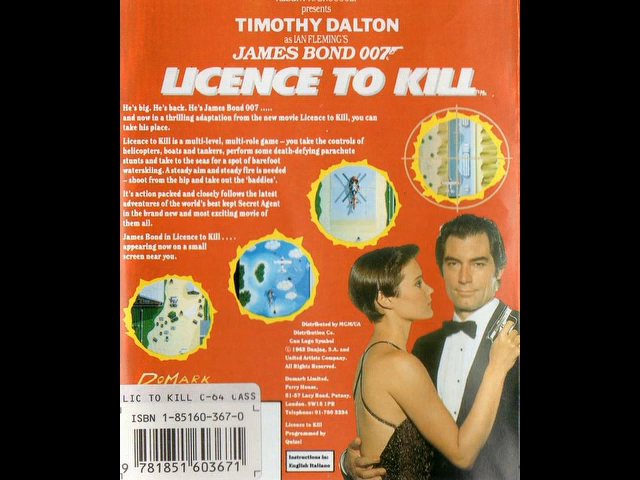 presents
TIMOTHY DALTON
as IAN FLEMING'S
JAMES BOND 007
LICENCE TO KILL
He's big. He's back. He's James Bond 007 .....
and now in a thrilling adaptation from the new movie Licence to Kill, you can
take his place.
Licence to Kill is a multi-level, multi-role game – you take the controls of
helicopters, boats and tankers, perform some death-defying parachute
stunts and take to the seas for a spot of barefoot
waterskiing. A steady aim and steady fire is needed
– shoot from the hip and take out the 'baddies'.
It's action packed and closely follows the latest
adventures of the world's best kept Secret Agent
in the brand new and most exciting movie of
them all.
James Bond in Licence to Kill . . . .
appearing now on a small
screen near you.
Distributed by MGM/UA
Distribution Co.
Gun Logo Symbol
© 1962 Danjaq, S.A. and
United Artists Company.
All Rights Reserved.
DOMARK
Domark Limited,
Ferry House,
51-57 Lacy Road, Putney,
London. SW15 1PR
Telephone: 01-780 2224
Licence to Kill
Programmed by
Quixel
LIC TO KILL C-64 CASS
ISBN 1-85160-367-0
9 781851 603671
Instructions in:
English Italiano